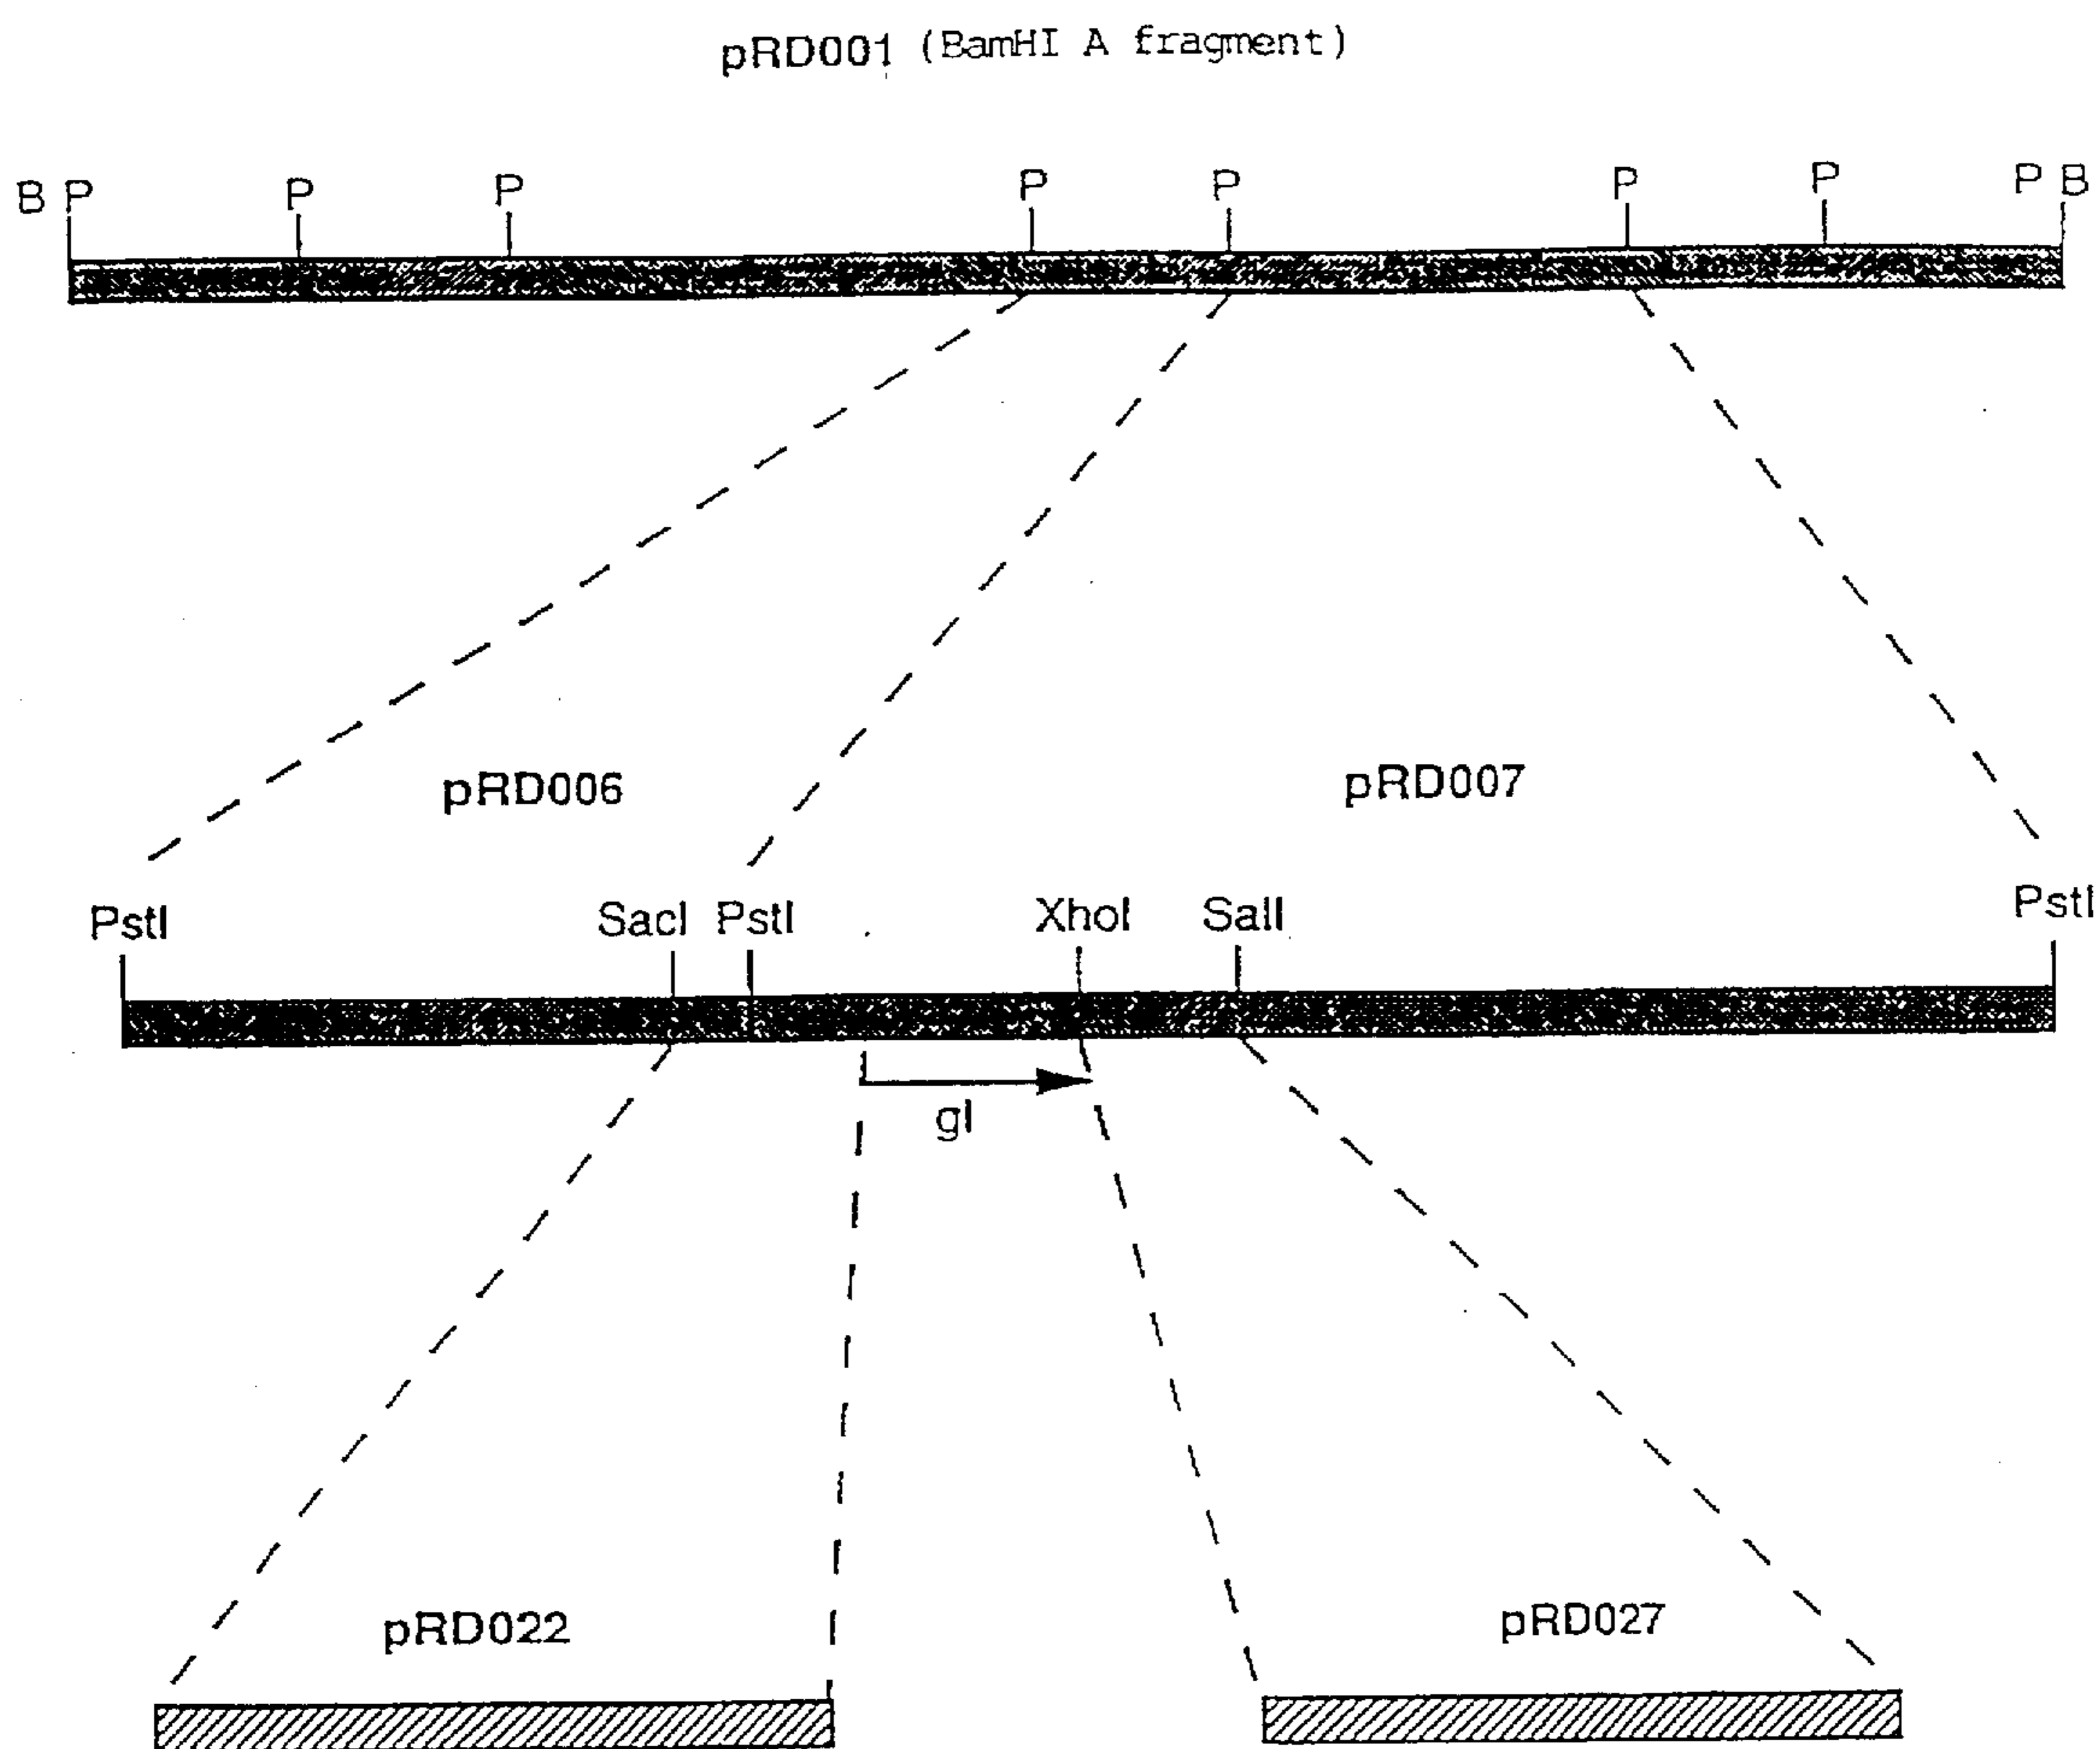 pRD001 (BamHI A fragment)
B P P P P P P P P B
pRD006 pRD007
PstI SacI PstI XhoI SalI PstI
gI
pRD022 pRD027